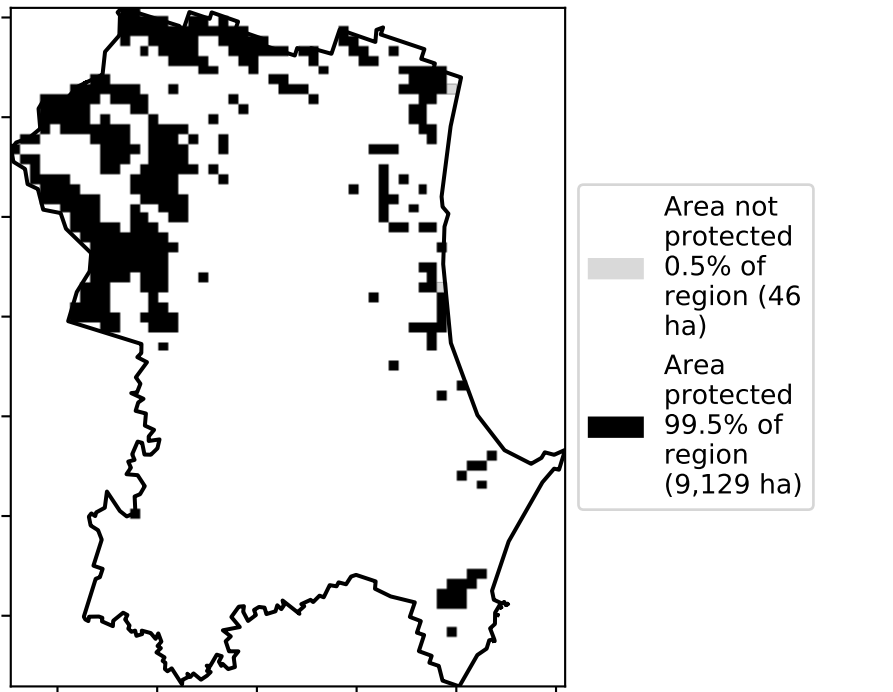 Area not
protected
0.5% of
region (46
ha)
Area
protected
99.5% of
region
(9,129 ha)